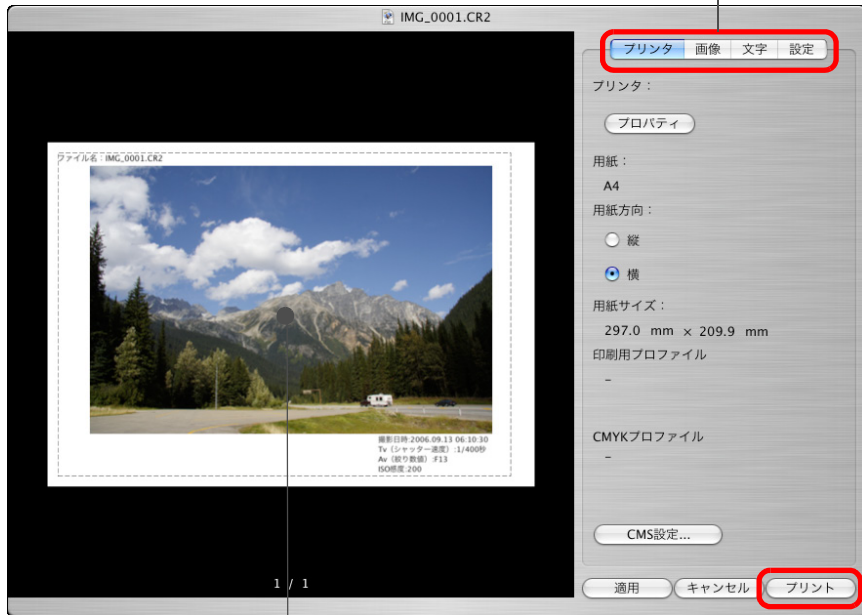 IMG_0001.CR2
プリンタ 画像 文字 設定
プリンタ：
プロパティ
用紙：
A4
用紙方向：
縦
横
用紙サイズ：
297.0 mm × 209.9 mm
印刷用プロファイル
–
CMYKプロファイル
–
CMS設定...
適用 キャンセル プリント
ファイル名：IMG_0001.CR2
撮影日時:2006.09.13 06:10:30
Tv（シャッター速度）:1/400秒
Av（絞り数値）:F13
ISO感度:200
1 / 1